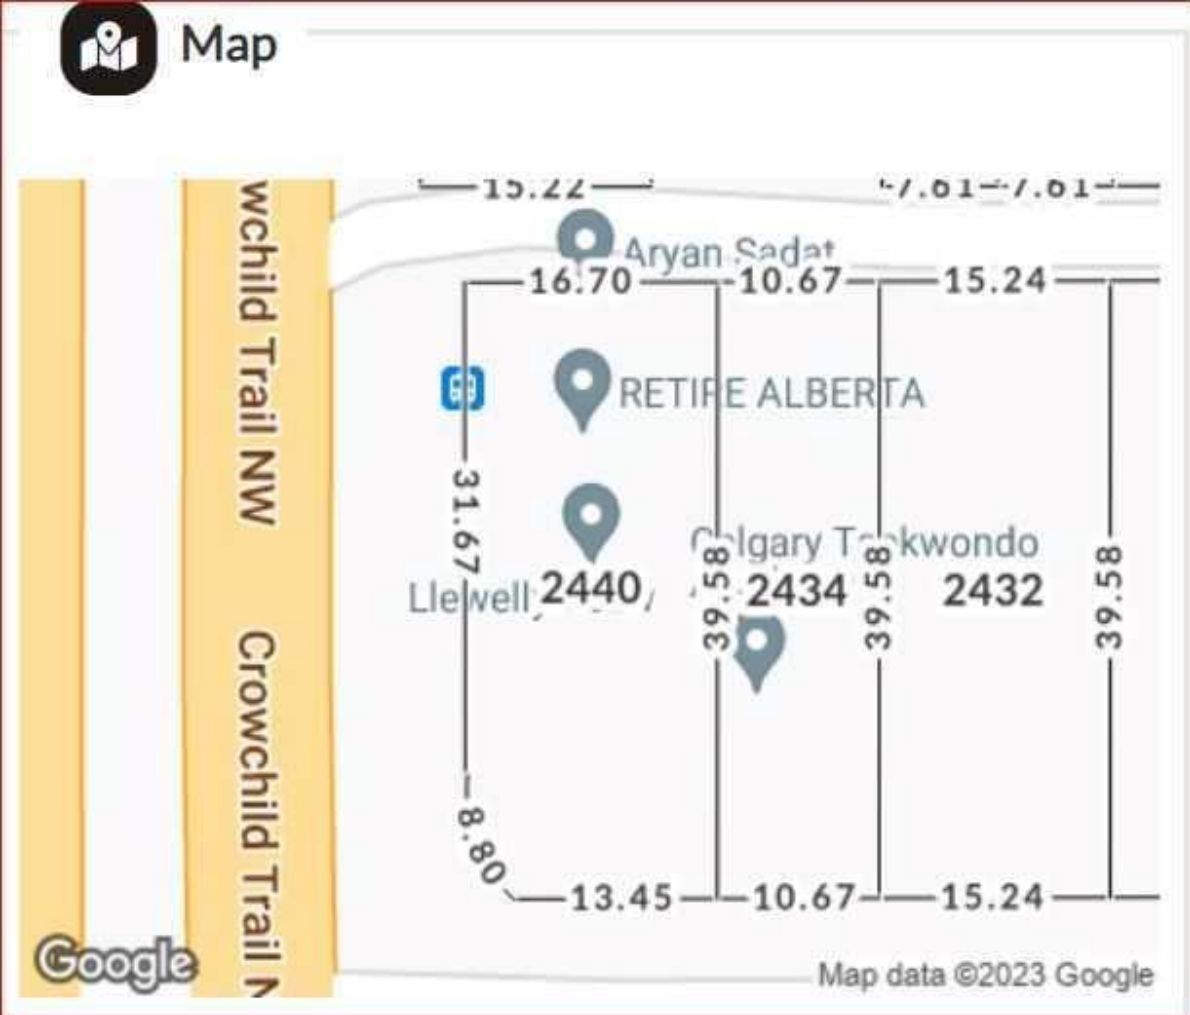 Map
15.22
7.61 7.61
Aryan Sadat
16.70 10.67 15.24
RETIRE ALBERTA
wchild Trail NW
31.67
Calgary Taekwondo
Llewell
2440 2434 2432
39.58 39.58 39.58
Crowchild Trail N
8.80
13.45 10.67 15.24
Google
Map data ©2023 Google